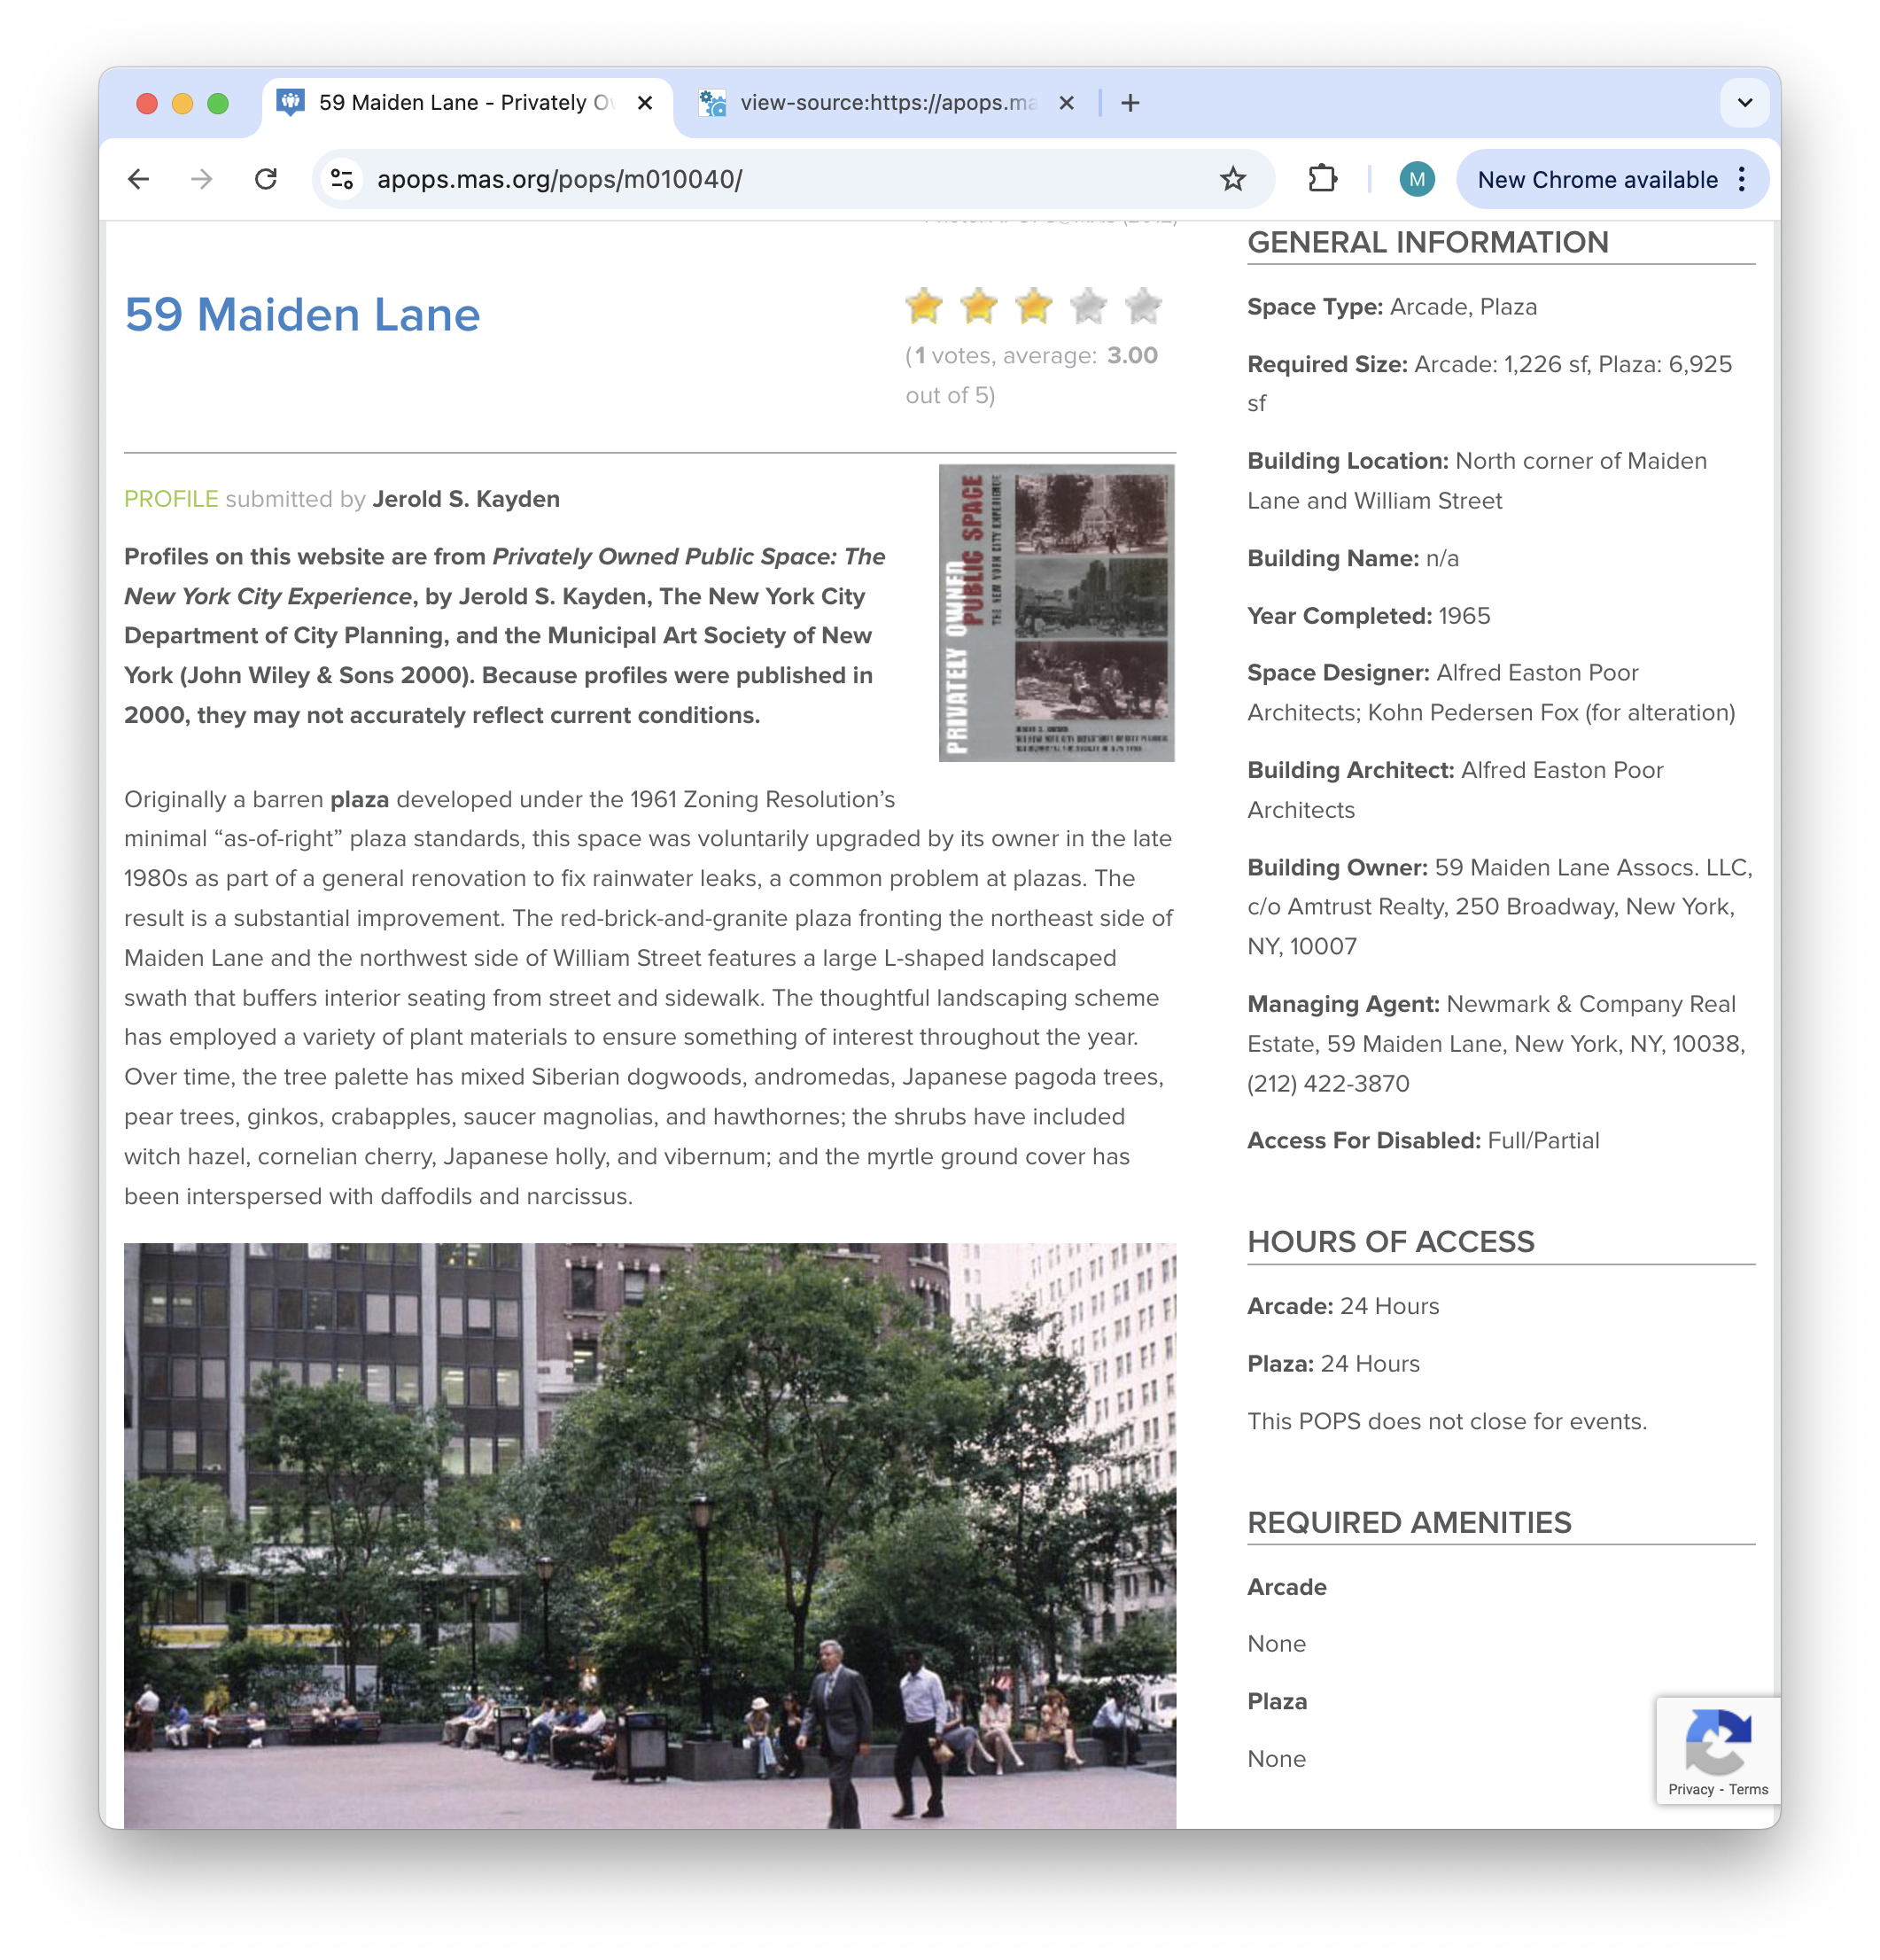 59 Maiden Lane - Privately
view-source:https://apops.ma
apops.mas.org/pops/m010040/
M
New Chrome available
59 Maiden Lane
(1 votes, average: 3.00
out of 5)
PROFILE submitted by Jerold S. Kayden
Profiles on this website are from Privately Owned Public Space: The
New York City Experience, by Jerold S. Kayden, The New York City
Department of City Planning, and the Municipal Art Society of New
York (John Wiley & Sons 2000). Because profiles were published in
2000, they may not accurately reflect current conditions.
PRIVATELY OWNED
PUBLIC SPACE
THE NEW YORK CITY EXPERIENCE
Originally a barren plaza developed under the 1961 Zoning Resolution’s
minimal “as-of-right” plaza standards, this space was voluntarily upgraded by its owner in the late
1980s as part of a general renovation to fix rainwater leaks, a common problem at plazas. The
result is a substantial improvement. The red-brick-and-granite plaza fronting the northeast side of
Maiden Lane and the northwest side of William Street features a large L-shaped landscaped
swath that buffers interior seating from street and sidewalk. The thoughtful landscaping scheme
has employed a variety of plant materials to ensure something of interest throughout the year.
Over time, the tree palette has mixed Siberian dogwoods, andromedas, Japanese pagoda trees,
pear trees, ginkos, crabapples, saucer magnolias, and hawthornes; the shrubs have included
witch hazel, cornelian cherry, Japanese holly, and vibernum; and the myrtle ground cover has
been interspersed with daffodils and narcissus.
GENERAL INFORMATION
Space Type: Arcade, Plaza
Required Size: Arcade: 1,226 sf, Plaza: 6,925
sf
Building Location: North corner of Maiden
Lane and William Street
Building Name: n/a
Year Completed: 1965
Space Designer: Alfred Easton Poor
Architects; Kohn Pedersen Fox (for alteration)
Building Architect: Alfred Easton Poor
Architects
Building Owner: 59 Maiden Lane Assocs. LLC,
c/o Amtrust Realty, 250 Broadway, New York,
NY, 10007
Managing Agent: Newmark & Company Real
Estate, 59 Maiden Lane, New York, NY, 10038,
(212) 422-3870
Access For Disabled: Full/Partial
HOURS OF ACCESS
Arcade: 24 Hours
Plaza: 24 Hours
This POPS does not close for events.
REQUIRED AMENITIES
Arcade
None
Plaza
None
Privacy - Terms